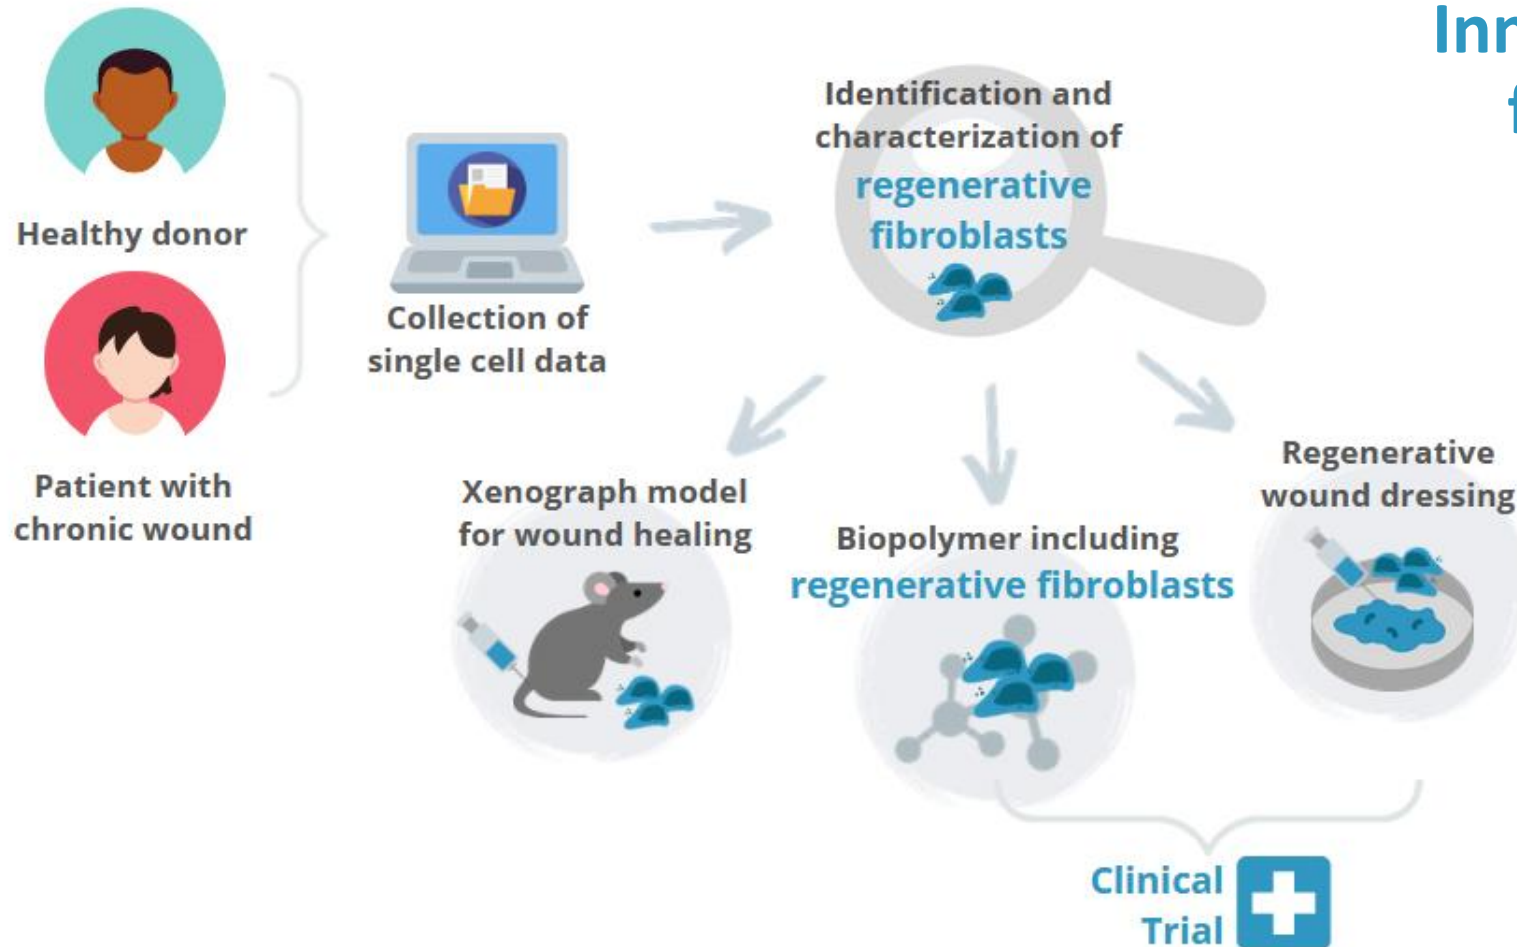 Healthy donor
Patient with
chronic wound
Collection of
single cell data
Identification and
characterization of
regenerative
fibroblasts
Xenograph model
for wound healing
Biopolymer including
regenerative fibroblasts
Regenerative
wound dressing
Clinical
Trial